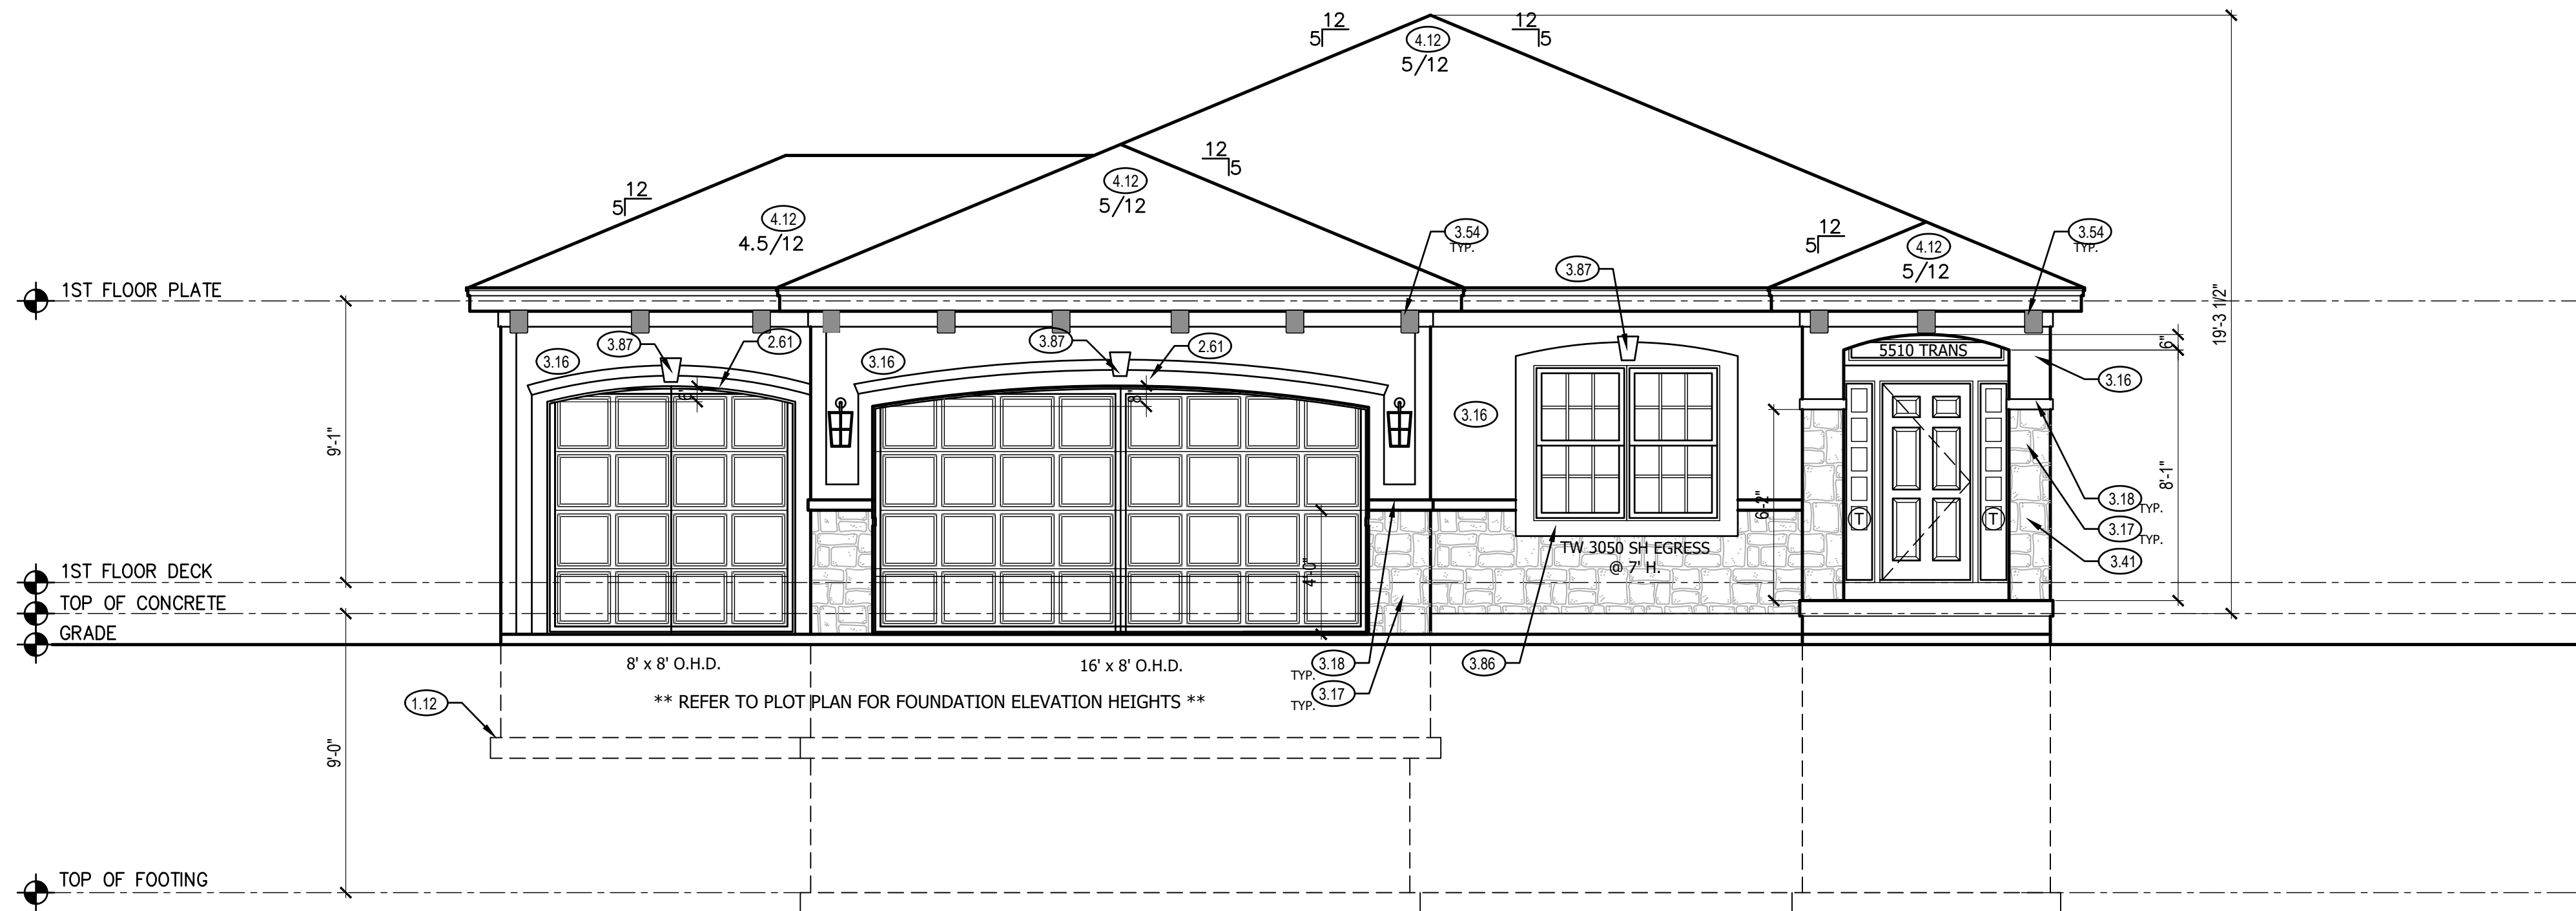 12
5
12
5
4.12
5/12
12
5
4.12
5/12
12
5
4.12
4.5/12
12
5
4.12
5/12
3.54
TYP.
3.54
TYP.
3.87
1ST FLOOR PLATE
19'-3 1/2"
3.16
3.87
2.61
3.16
3.87
2.61
5510 TRANS
6"
3.16
6"
8"
3.16
9'-1"
6'-2"
8'-1"
3.18
TYP.
3.17
TYP.
3.41
T
T
TW 3050 SH EGRESS
@ 7' H.
4'-0"
1ST FLOOR DECK
TOP OF CONCRETE
GRADE
8' x 8' O.H.D.
16' x 8' O.H.D.
3.18
TYP.
3.17
TYP.
3.86
** REFER TO PLOT PLAN FOR FOUNDATION ELEVATION HEIGHTS **
1.12
9'-0"
TOP OF FOOTING